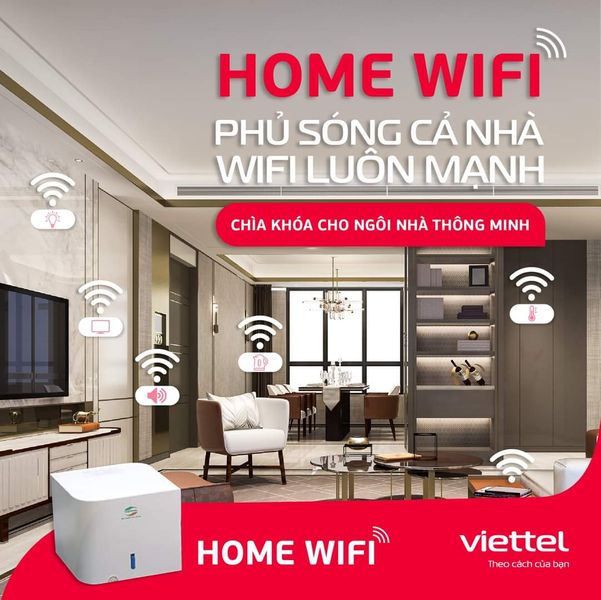 HOME WIFI
PHỦ SÓNG CẢ NHÀ
WIFI LUÔN MẠNH
CHÌA KHÓA CHO NGÔI NHÀ THÔNG MINH
HOME WIFI
viettel
Theo cách của bạn